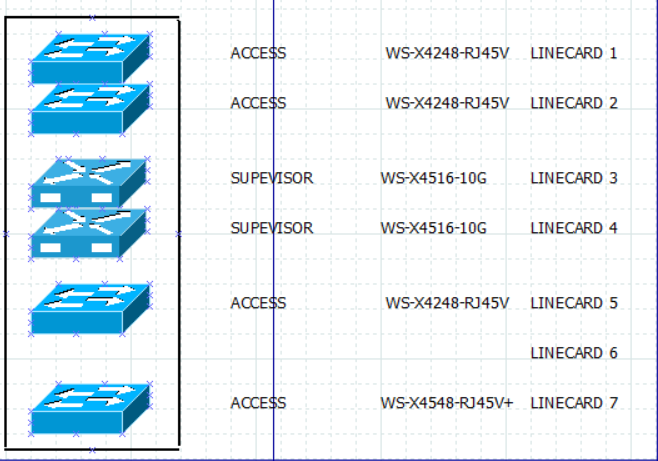 ACCESS WS-X4248-RJ45V LINECARD 1
ACCESS WS-X4248-RJ45V LINECARD 2
SUPEVISOR WS-X4516-10G LINECARD 3
SUPEVISOR WS-X4516-10G LINECARD 4
ACCESS WS-X4248-RJ45V LINECARD 5
LINECARD 6
ACCESS WS-X4548-RJ45V+ LINECARD 7